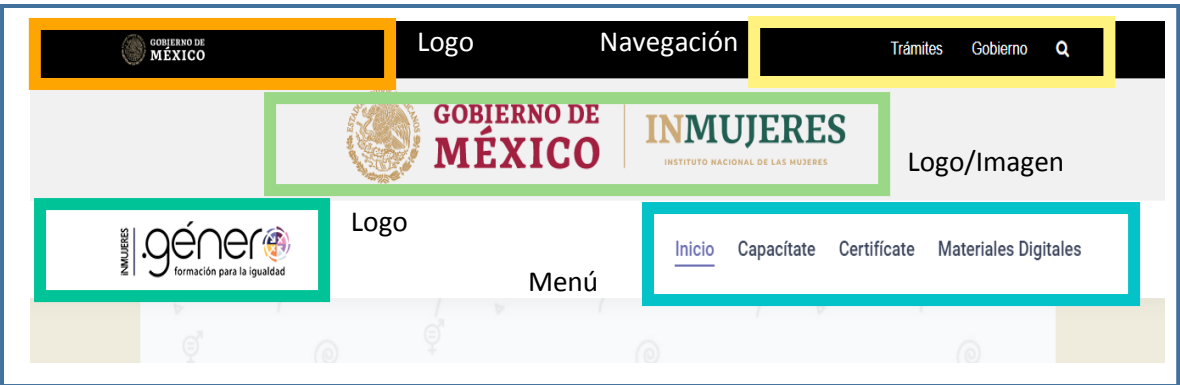 GOBIERNO DE
MÉXICO
Logo
Navegación
Trámites Gobierno
GOBIERNO DE
MÉXICO
INMUJERES
INSTITUTO NACIONAL DE LAS MUJERES
Logo/Imagen
INMUJERES
.géner
formación para la igualdad
Logo
Menú
Inicio Capacítate Certifícate Materiales Digitales